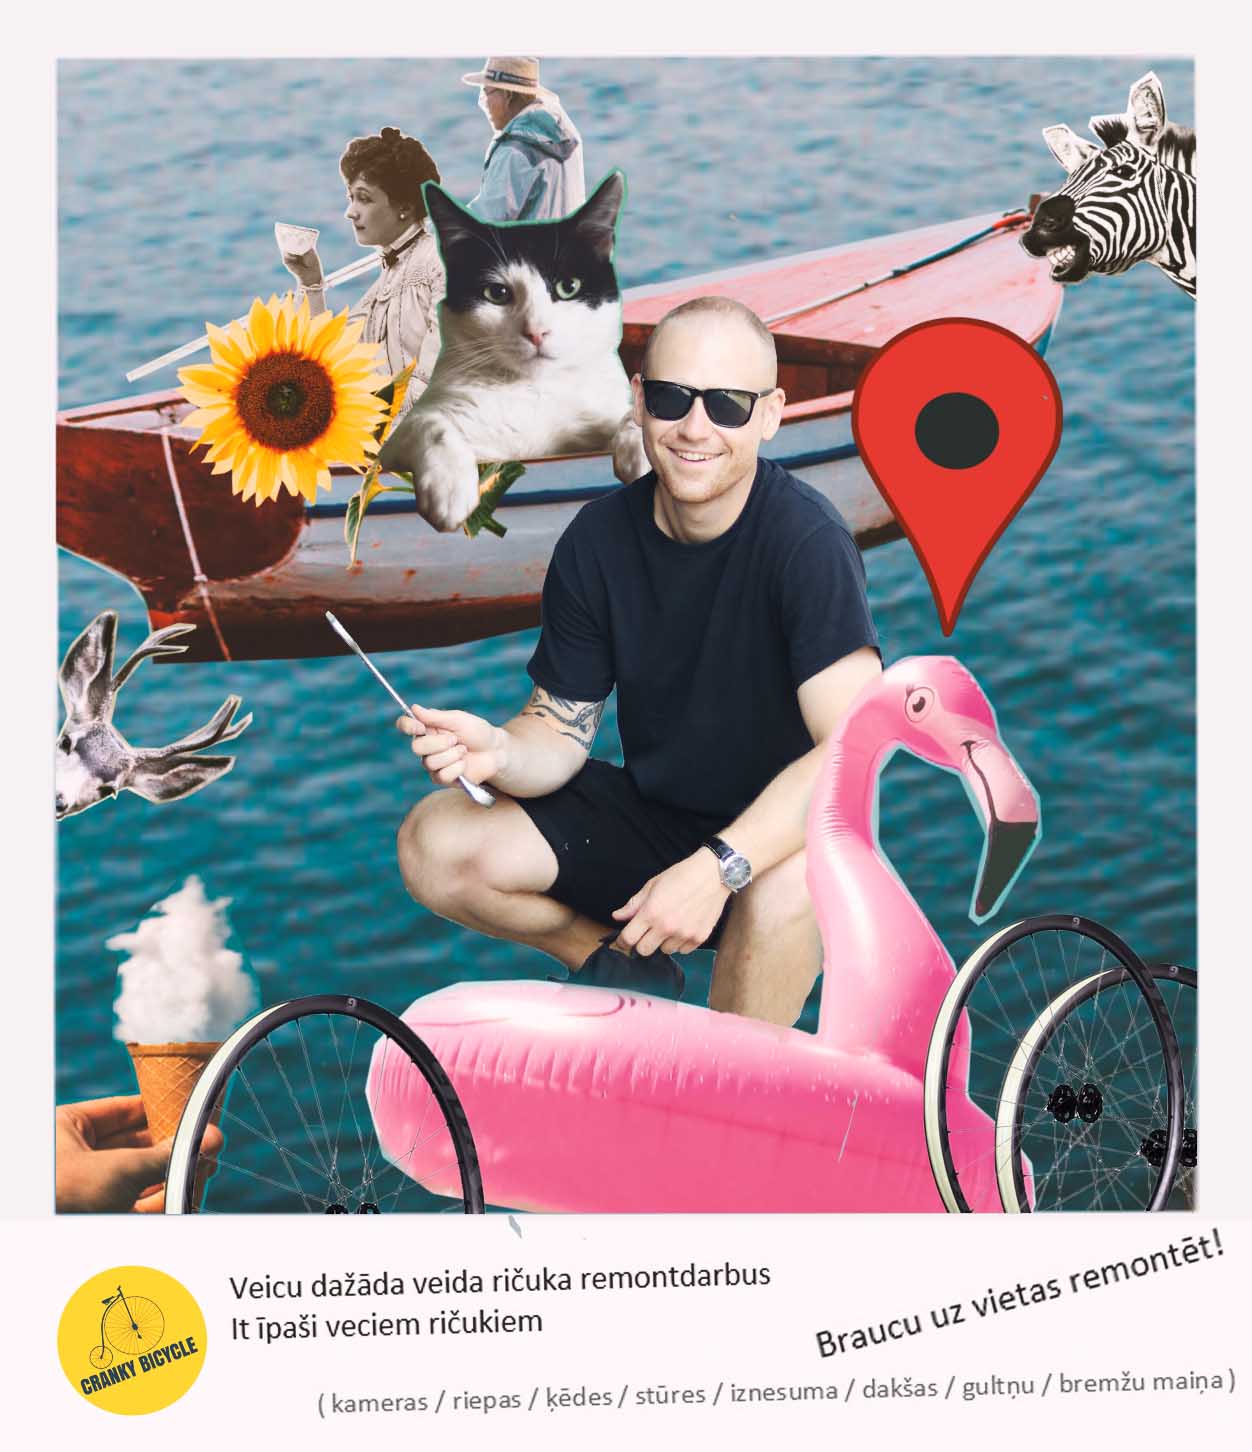 Veicu dažāda veida ričuka remontdarbus
It īpaši veciem ričukiem
Braucu uz vietas remontēt!
( kameras / riepas / ķēdes / stūres / iznesuma / dakšas / gultņu / bremžu maiņa )
CRANKY BICYCLE